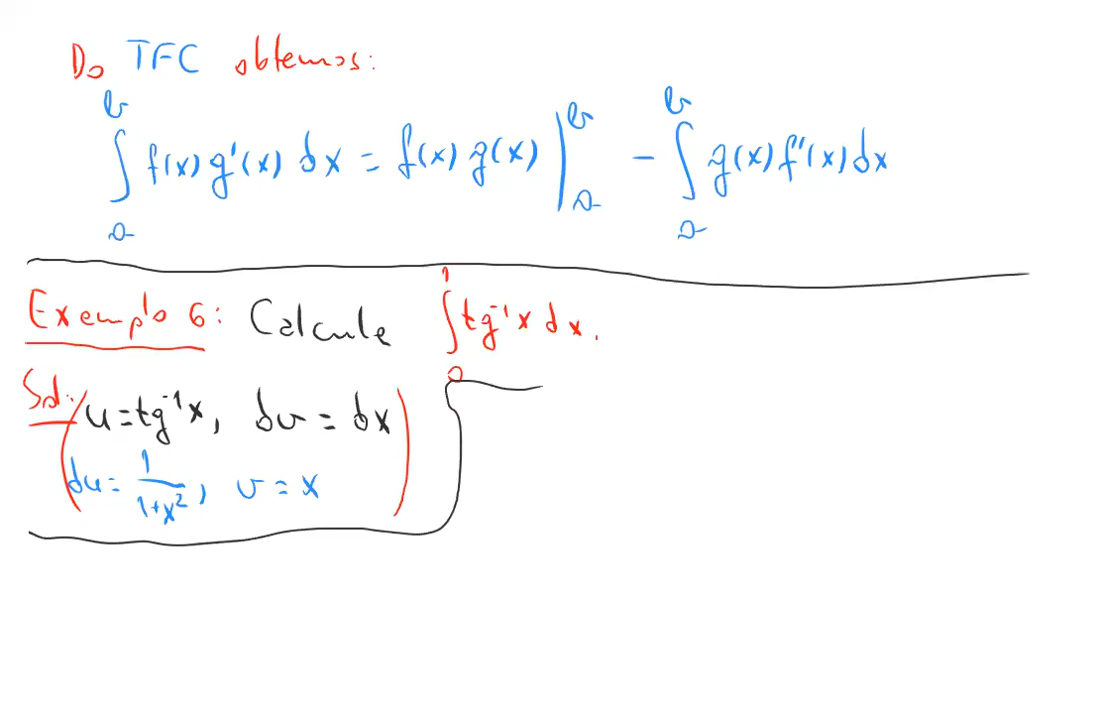 Do TFC obtemos:
∫_a^b f(x) g'(x) dx = f(x) g(x) |_a^b - ∫_a^b g(x) f'(x) dx
Exemplo 6: Calcule ∫_0^1 tg⁻¹x dx.
Sol: (u = tg⁻¹x, dv = dx
du = 1/(1+x²), v = x)